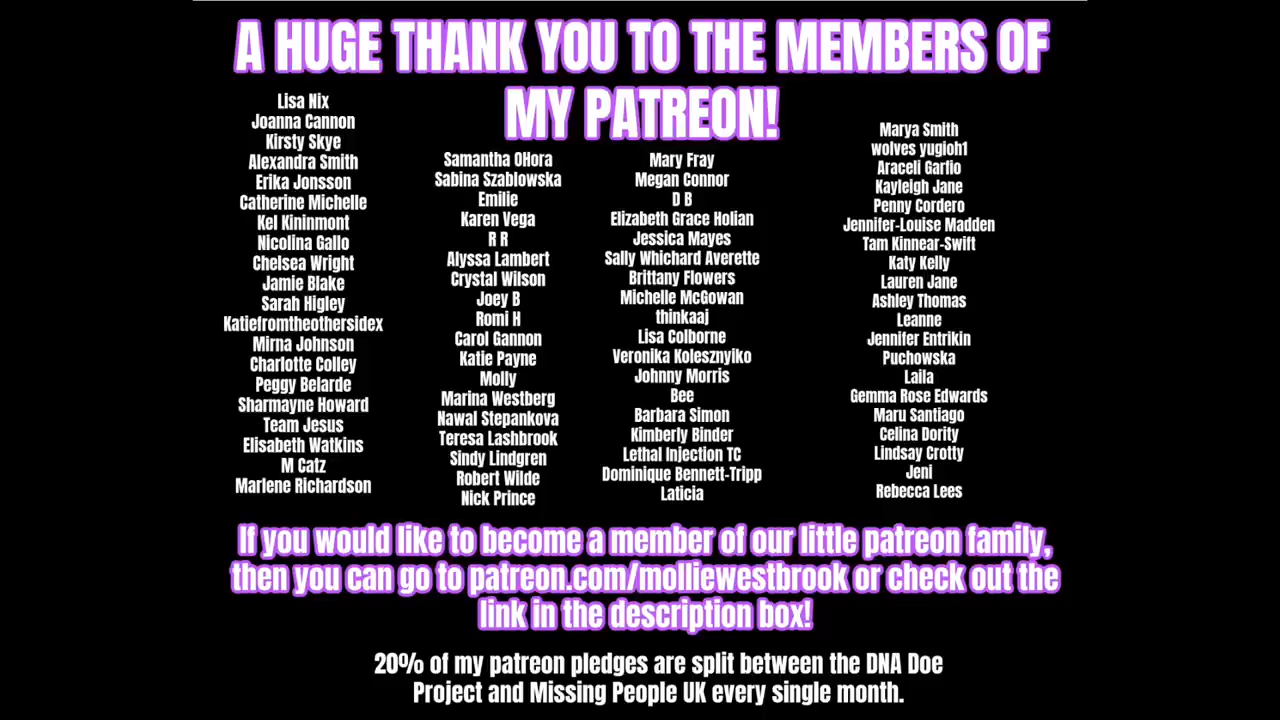 A HUGE THANK YOU TO THE MEMBERS OF
MY PATREON!
Lisa Nix
Joanna Cannon
Kirsty Skye
Alexandra Smith
Erika Jonsson
Catherine Michelle
Kel Kininmont
Nicolina Gallo
Chelsea Wright
Jamie Blake
Sarah Higley
Katiefromtheothersidex
Mirna Johnson
Charlotte Colley
Peggy Belarde
Sharmayne Howard
Team Jesus
Elisabeth Watkins
M Catz
Marlene Richardson
Samantha OHora
Sabina Szablowska
Emilie
Karen Vega
R R
Alyssa Lambert
Crystal Wilson
Joey B
Romi H
Carol Gannon
Katie Payne
Molly
Marina Westberg
Nawal Stepankova
Teresa Lashbrook
Sindy Lindgren
Robert Wilde
Nick Prince
Mary Fray
Megan Connor
D B
Elizabeth Grace Holian
Jessica Mayes
Sally Whichard Averette
Brittany Flowers
Michelle McGowan
thinkaaj
Lisa Colborne
Veronika Kolesznyiko
Johnny Morris
Bee
Barbara Simon
Kimberly Binder
Lethal Injection TC
Dominique Bennett-Tripp
Laticia
Marya Smith
wolves yugioh1
Araceli Garfio
Kayleigh Jane
Penny Cordero
Jennifer-Louise Madden
Tam Kinnear-Swift
Katy Kelly
Lauren Jane
Ashley Thomas
Leanne
Jennifer Entrikin
Puchowska
Laila
Gemma Rose Edwards
Maru Santiago
Celina Dority
Lindsay Crotty
Jeni
Rebecca Lees
If you would like to become a member of our little patreon family,
then you can go to patreon.com/molliewestbrook or check out the
link in the description box!
20% of my patreon pledges are split between the DNA Doe
Project and Missing People UK every single month.